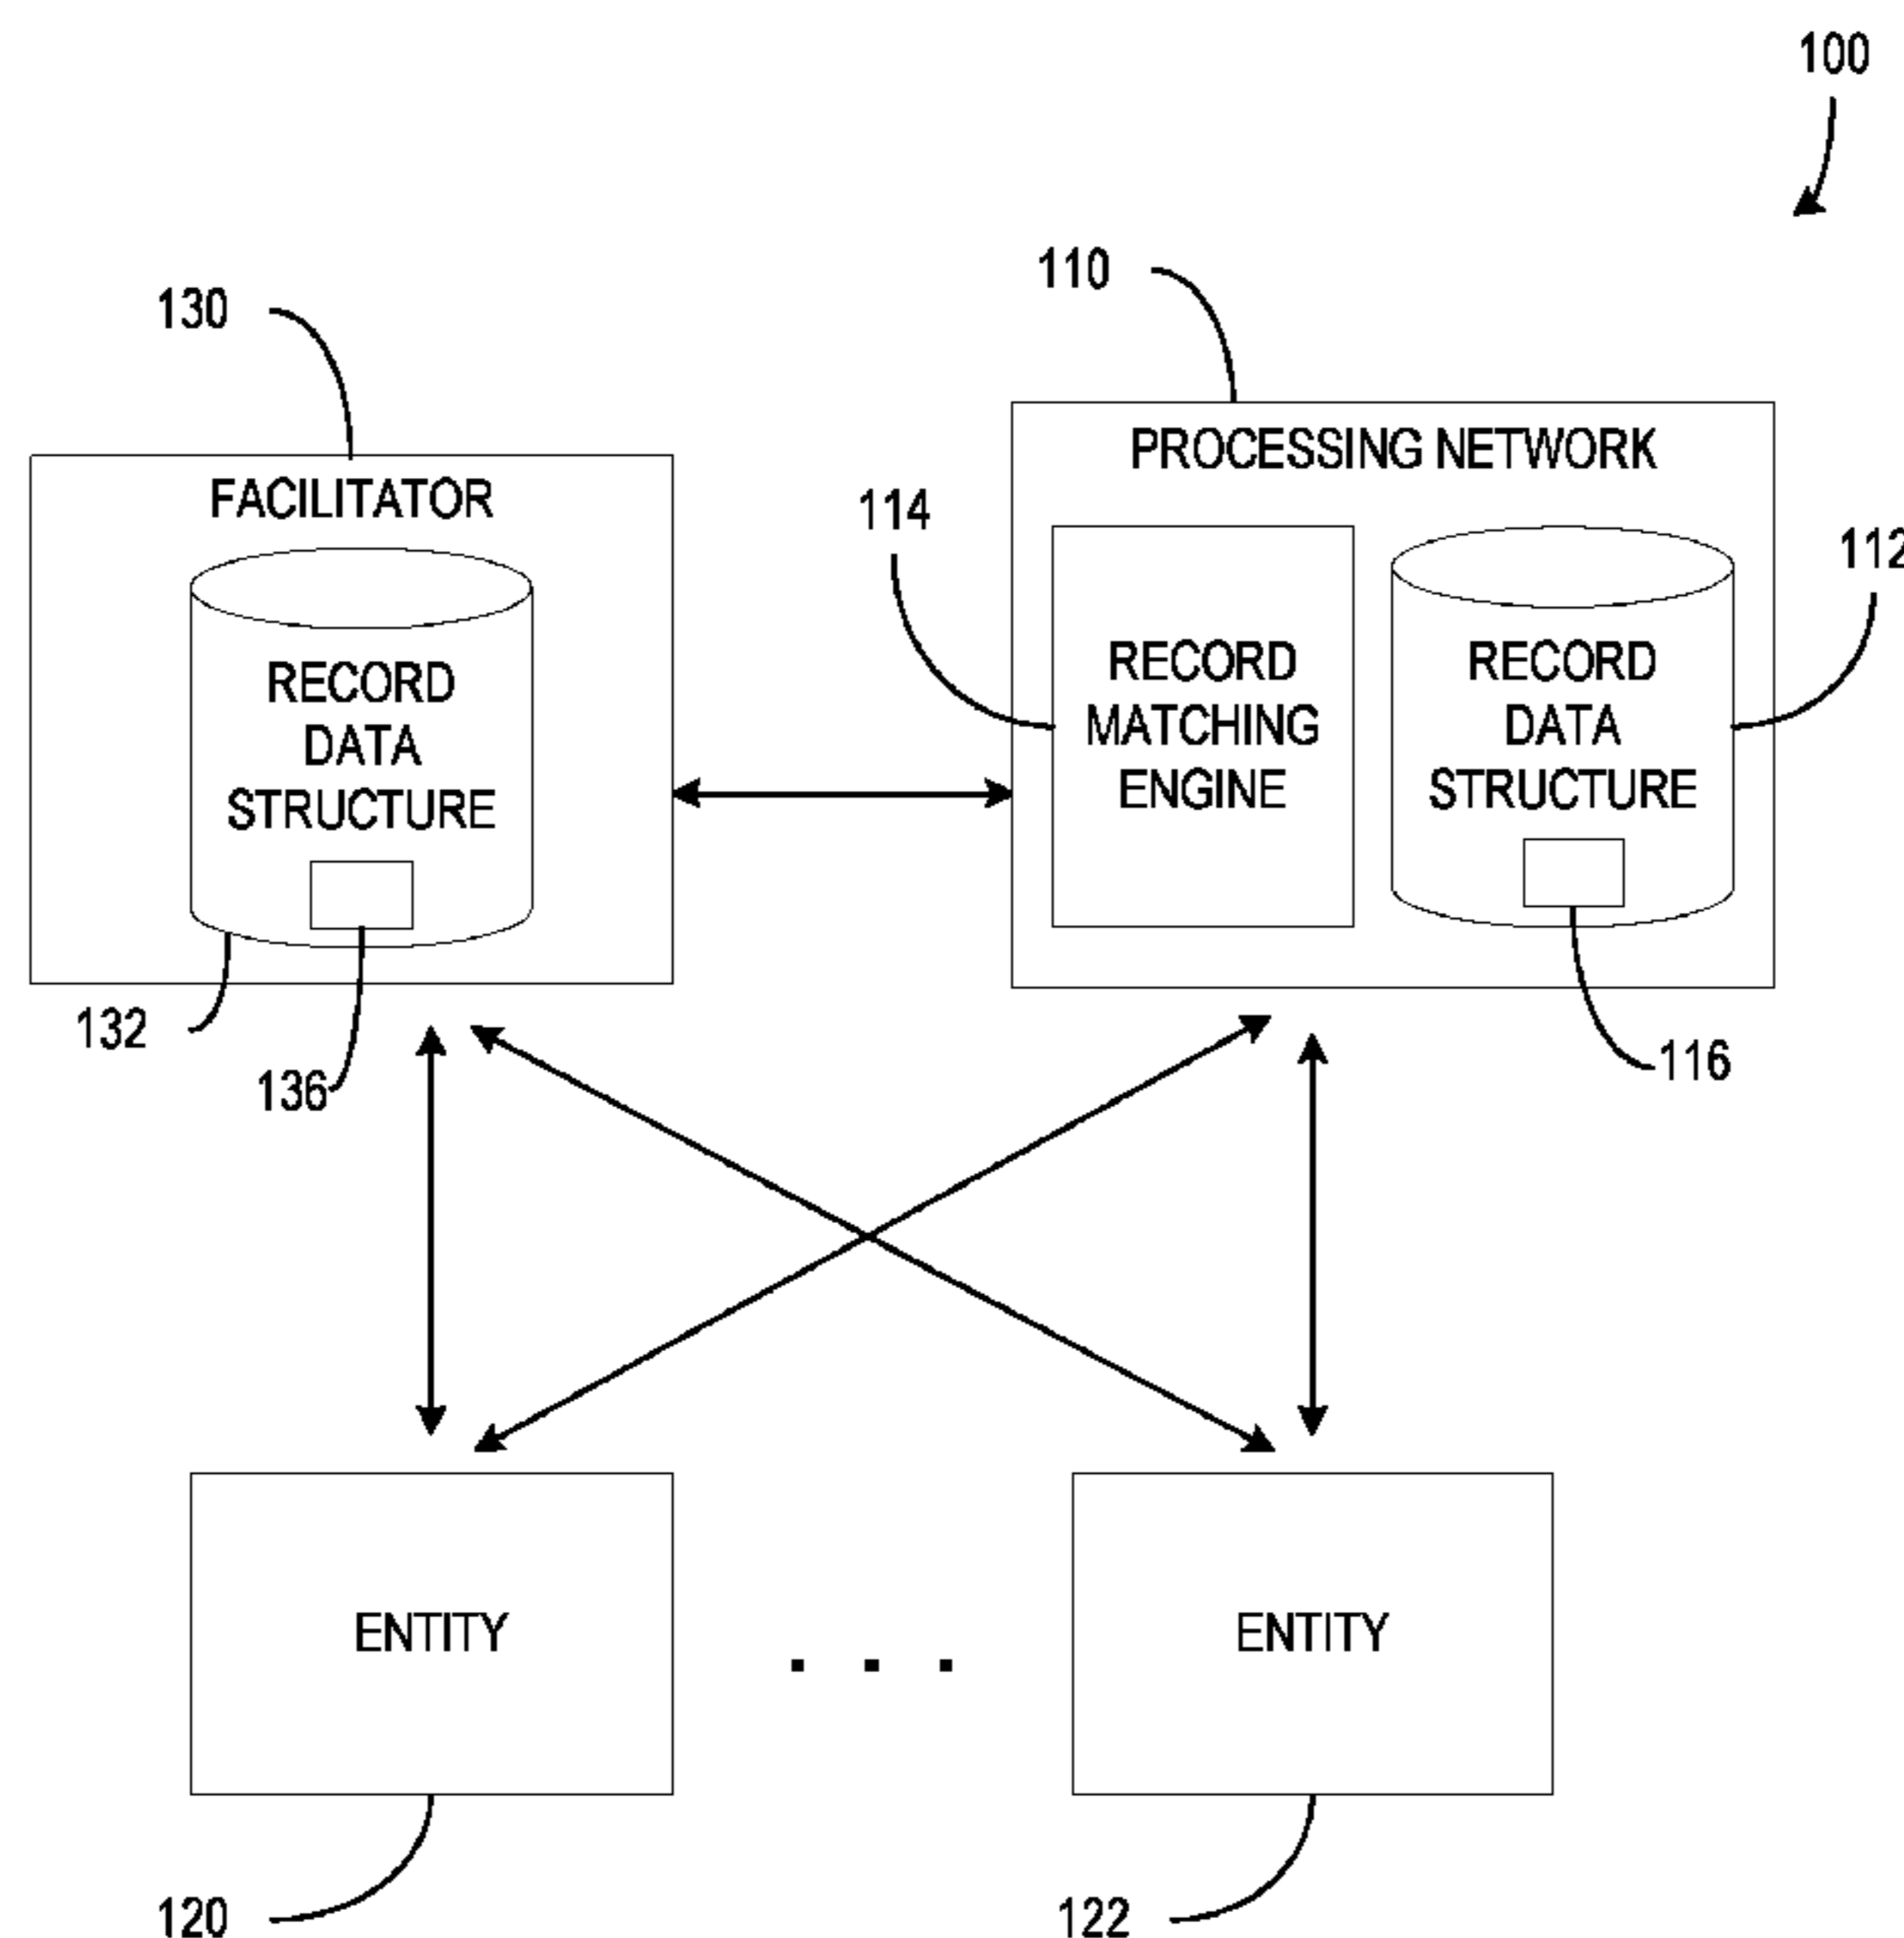 100
110
130
PROCESSING NETWORK
FACILITATOR
114
112
RECORD
DATA
STRUCTURE
RECORD
MATCHING
ENGINE
RECORD
DATA
STRUCTURE
132
136
116
ENTITY
. . .
ENTITY
120
122